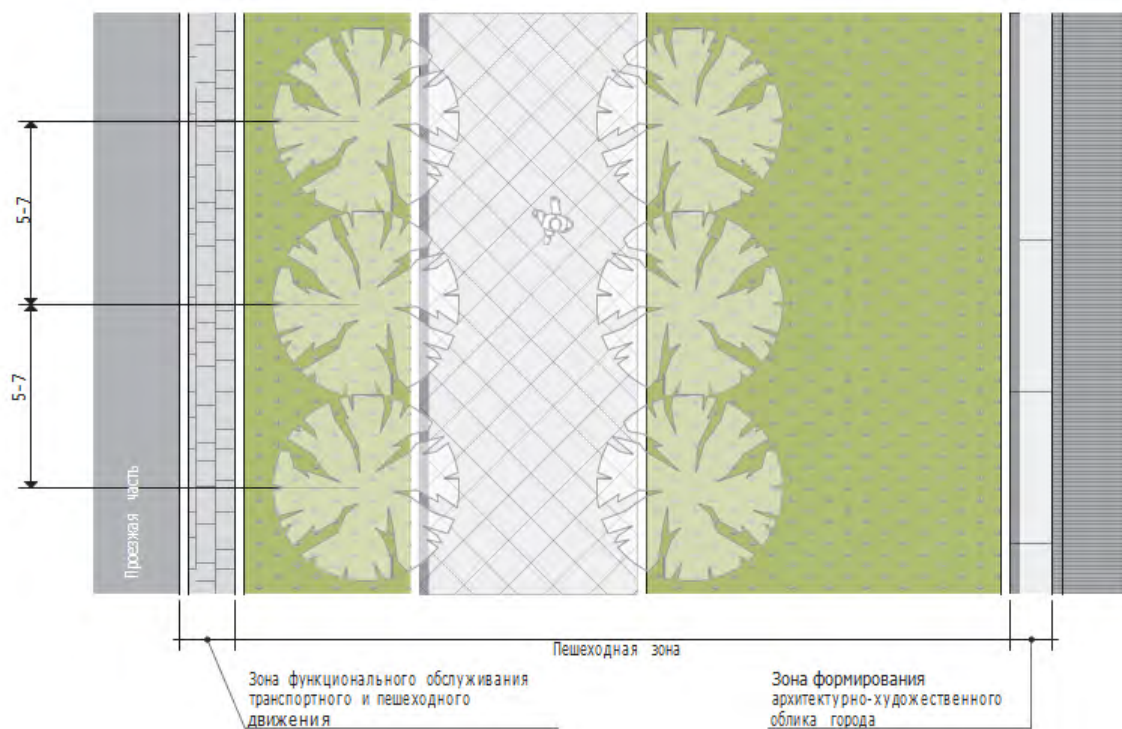 5-7
5-7
Проезжая часть
Пешеходная зона
Зона функционального обслуживания
транспортного и пешеходного
движения
Зона формирования
архитектурно-художественного
облика города